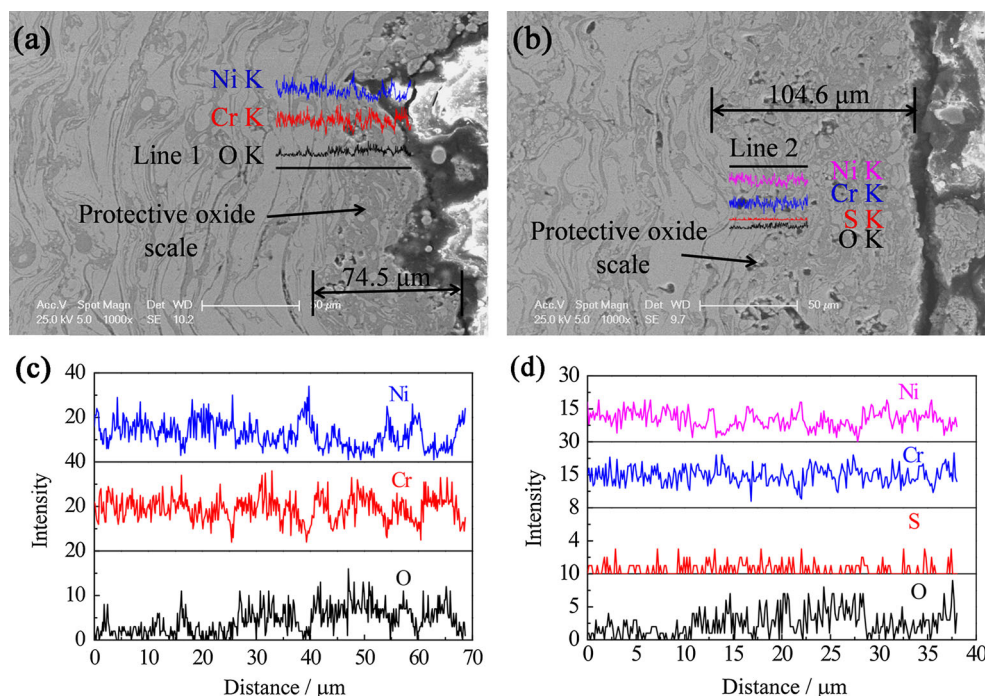 (a)
Ni K
Cr K
Line 1 O K
Protective oxide
scale
74.5 μm
Acc.V Spot Magn Det WD 50 μm
25.0 kV 5.0 1000x SE 10.2
(b)
104.6 μm
Line 2
Ni K
Cr K
S K
O K
Protective oxide
scale
Acc.V Spot Magn Det WD 50 μm
25.0 kV 5.0 1000x SE 9.7
(c)
Intensity
40
20
40
20
20
10
0
Ni
Cr
O
0 10 20 30 40 50 60 70
Distance / μm
(d)
Intensity
30
15
30
15
8
4
10
5
0
Ni
Cr
S
O
0 5 10 15 20 25 30 35 40
Distance / μm